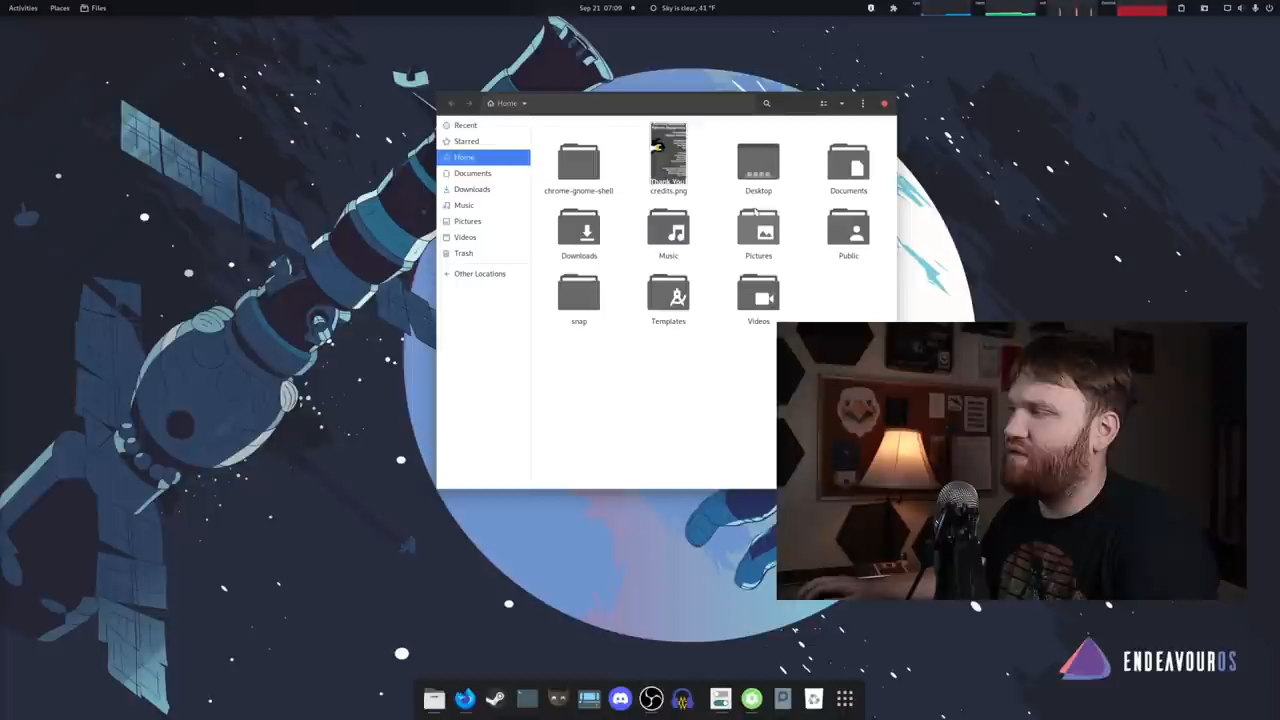 Activities Places Files Sep 21 07:09 Sky is clear, 41 °F
Home
Recent
Starred
Home
Documents
Downloads
Music
Pictures
Videos
Trash
Other Locations
Thank You
chrome-gnome-shell credits.png Desktop Documents
Downloads Music Pictures Public
snap Templates Videos
ENDEAVOUROS